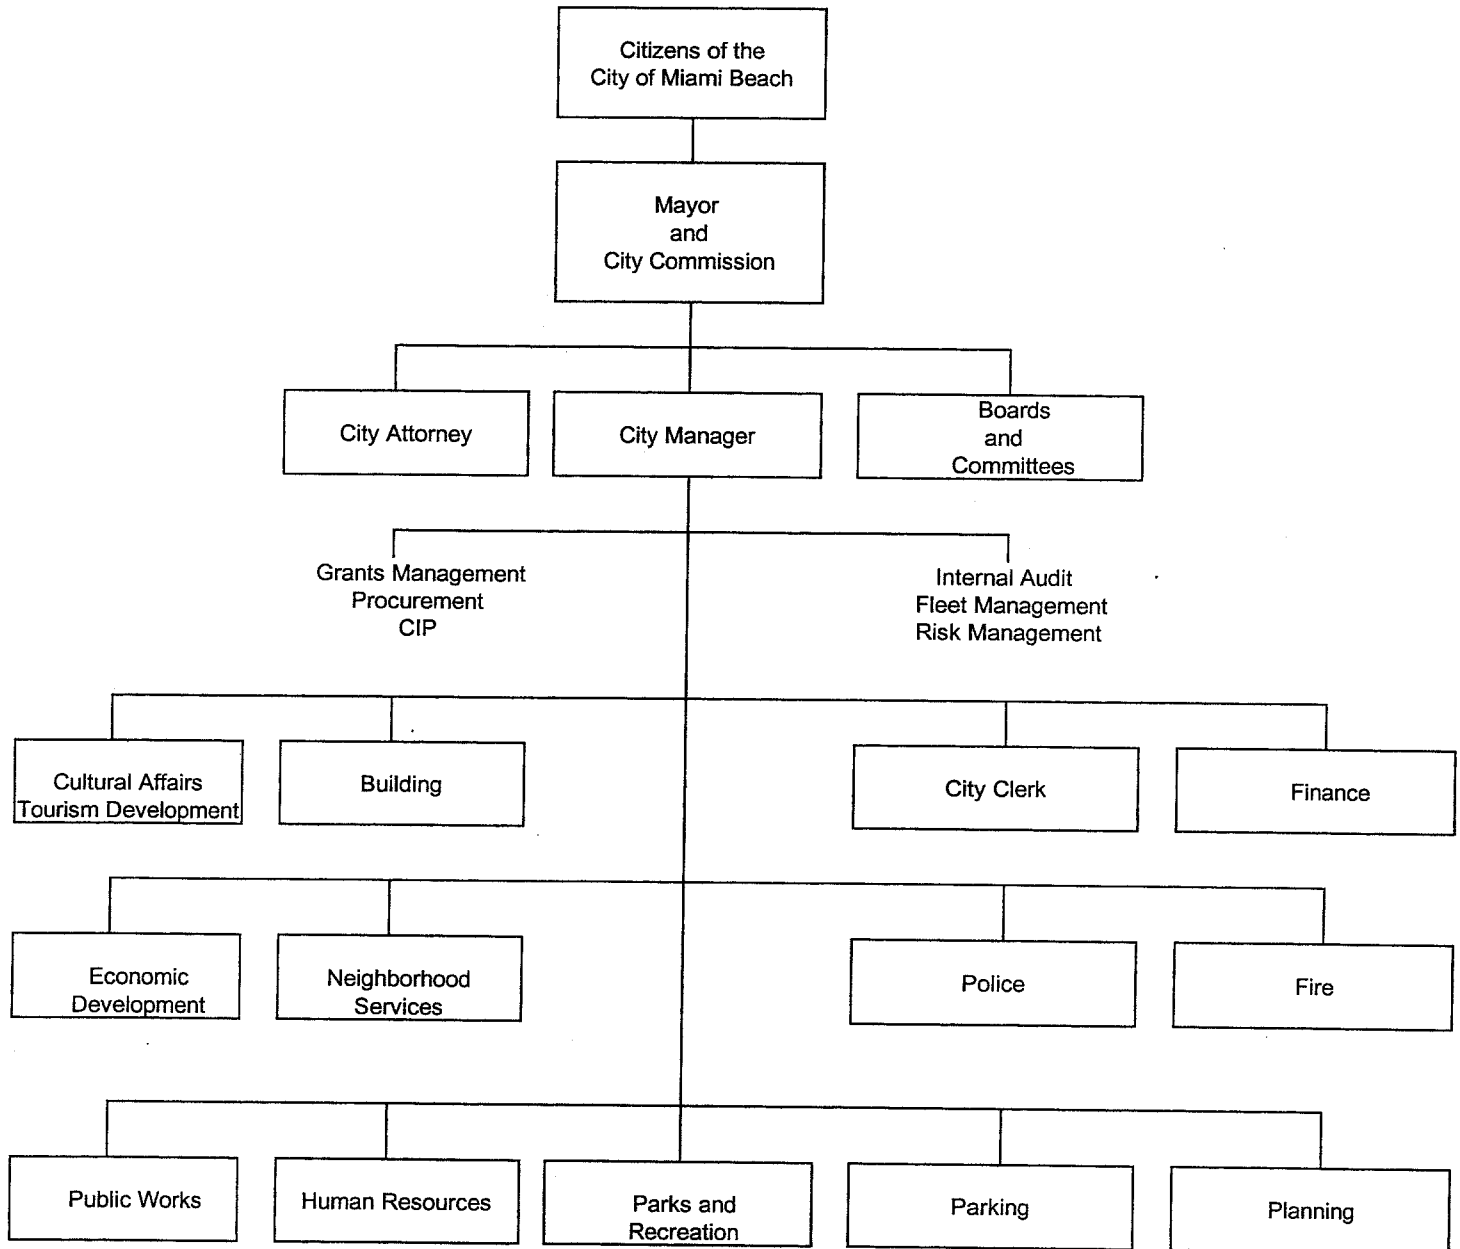 Citizens of the
City of Miami Beach
Mayor
and
City Commission
City Attorney
City Manager
Boards
and
Committees
Grants Management
Procurement
CIP
Internal Audit
Fleet Management
Risk Management
Cultural Affairs
Tourism Development
Building
City Clerk
Finance
Economic
Development
Neighborhood
Services
Police
Fire
Public Works
Human Resources
Parks and
Recreation
Parking
Planning